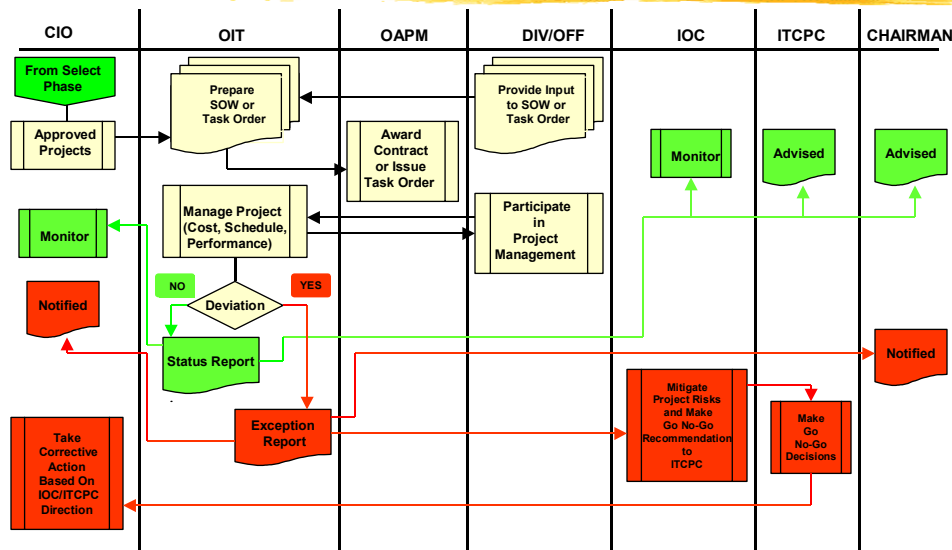 CIO
OIT
OAPM
DIV/OFF
IOC
ITCPC
CHAIRMAN
From Select
Phase
Approved
Projects
Prepare
SOW or
Task Order
Provide Input
to SOW or
Task Order
Award
Contract
or Issue
Task Order
Monitor
Advised
Advised
Monitor
Manage Project
(Cost, Schedule,
Performance)
Participate
in
Project
Management
NO
YES
Deviation
Notified
Status Report
Notified
Exception
Report
Mitigate
Project Risks
and Make
Go No-Go
Recommendation
to
ITCPC
Make
Go
No-Go
Decisions
Take
Corrective
Action
Based On
IOC/ITCPC
Direction